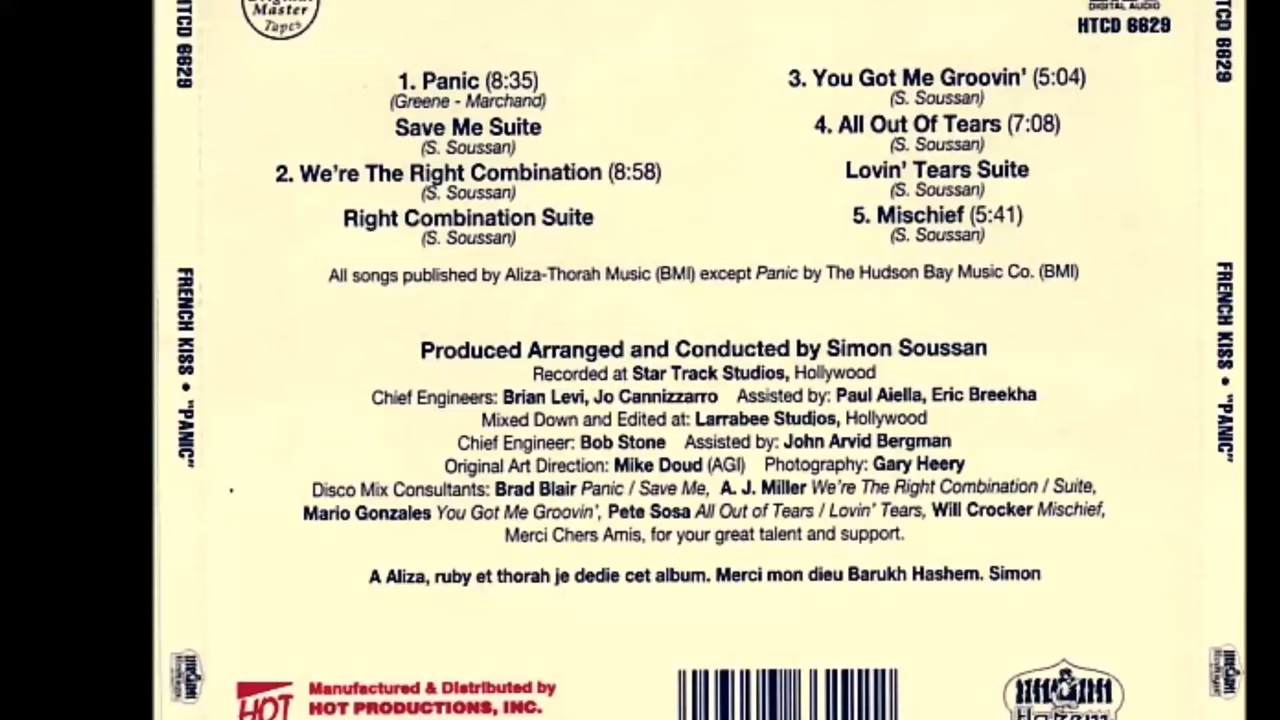 Master
Tapes
DIGITAL AUDIO
HTCD 6629
HTCD 6629
TCD 6629
1. Panic (8:35)
(Greene - Marchand)
Save Me Suite
(S. Soussan)
2. We're The Right Combination (8:58)
(S. Soussan)
Right Combination Suite
(S. Soussan)
3. You Got Me Groovin' (5:04)
(S. Soussan)
4. All Out Of Tears (7:08)
(S. Soussan)
Lovin' Tears Suite
(S. Soussan)
5. Mischief (5:41)
(S. Soussan)
All songs published by Aliza-Thorah Music (BMI) except Panic by The Hudson Bay Music Co. (BMI)
FRENCH KISS • "PANIC"
FRENCH KISS • "PANIC"
Produced Arranged and Conducted by Simon Soussan
Recorded at Star Track Studios, Hollywood
Chief Engineers: Brian Levi, Jo Cannizzarro Assisted by: Paul Aiella, Eric Breekha
Mixed Down and Edited at: Larrabee Studios, Hollywood
Chief Engineer: Bob Stone Assisted by: John Arvid Bergman
Original Art Direction: Mike Doud (AGI) Photography: Gary Heery
Disco Mix Consultants: Brad Blair Panic / Save Me, A. J. Miller We're The Right Combination / Suite,
Mario Gonzales You Got Me Groovin', Pete Sosa All Out of Tears / Lovin' Tears, Will Crocker Mischief,
Merci Chers Amis, for your great talent and support.
A Aliza, ruby et thorah je dedie cet album. Merci mon dieu Barukh Hashem. Simon
HOT
Manufactured & Distributed by
HOT PRODUCTIONS, INC.